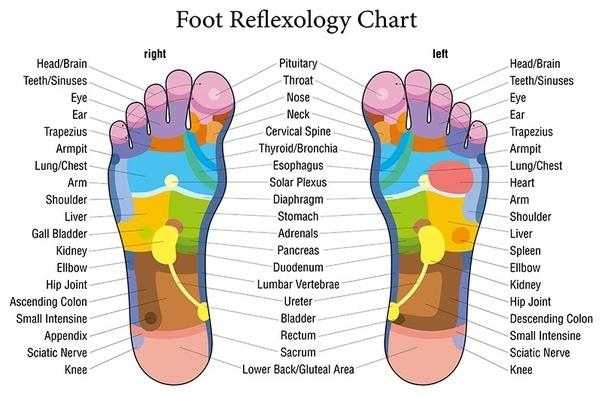 Foot Reflexology Chart
right
left
Head/Brain
Teeth/Sinuses
Eye
Ear
Trapezius
Armpit
Lung/Chest
Arm
Shoulder
Liver
Gall Bladder
Kidney
Ellbow
Hip Joint
Ascending Colon
Small Intensine
Appendix
Sciatic Nerve
Knee
Pituitary
Throat
Nose
Neck
Cervical Spine
Thyroid/Bronchia
Esophagus
Solar Plexus
Diaphragm
Stomach
Adrenals
Pancreas
Duodenum
Lumbar Vertebrae
Ureter
Bladder
Rectum
Sacrum
Lower Back/Gluteal Area
Head/Brain
Teeth/Sinuses
Eye
Ear
Trapezius
Armpit
Lung/Chest
Heart
Arm
Shoulder
Liver
Spleen
Ellbow
Kidney
Hip Joint
Descending Colon
Small Intensine
Sciatic Nerve
Knee